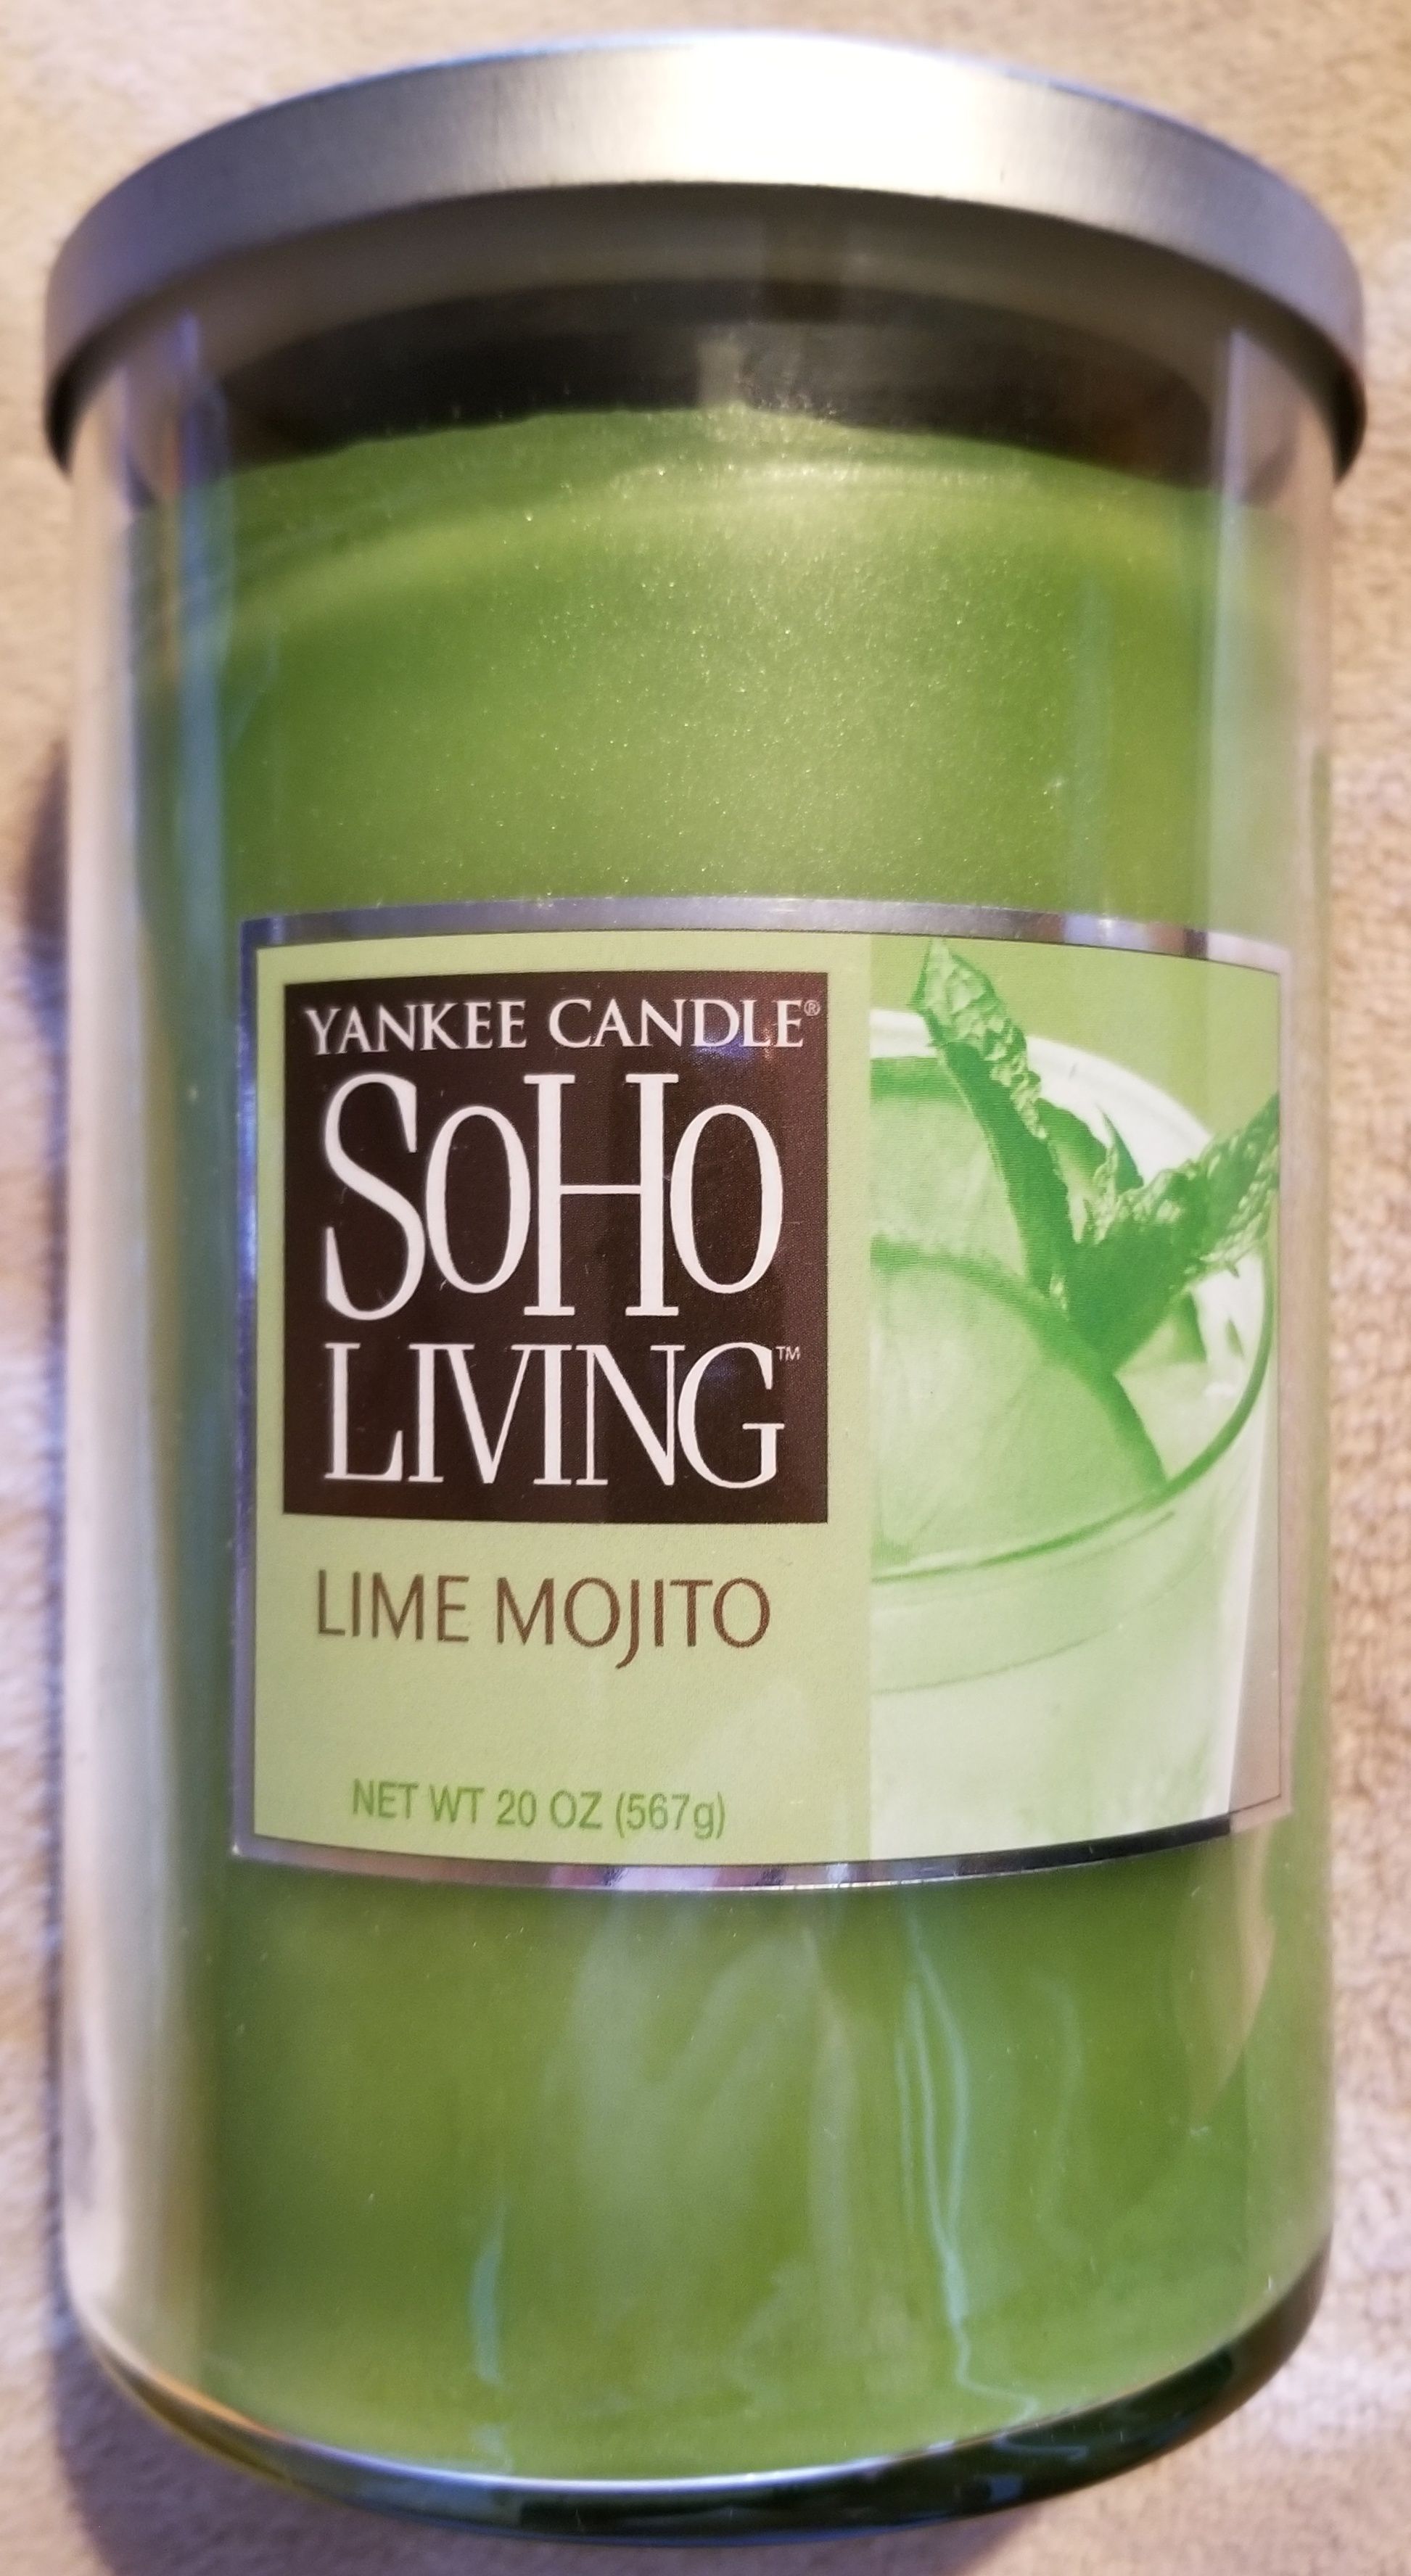 YANKEE CANDLE®
SOHO
LIVING™
LIME MOJITO
NET WT 20 OZ (567g)